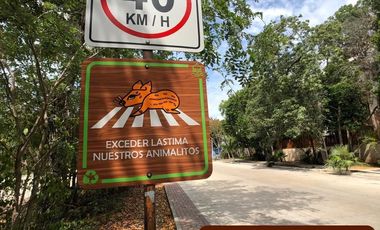 40
KM / H
EXCEDER LASTIMA
NUESTROS ANIMALITOS